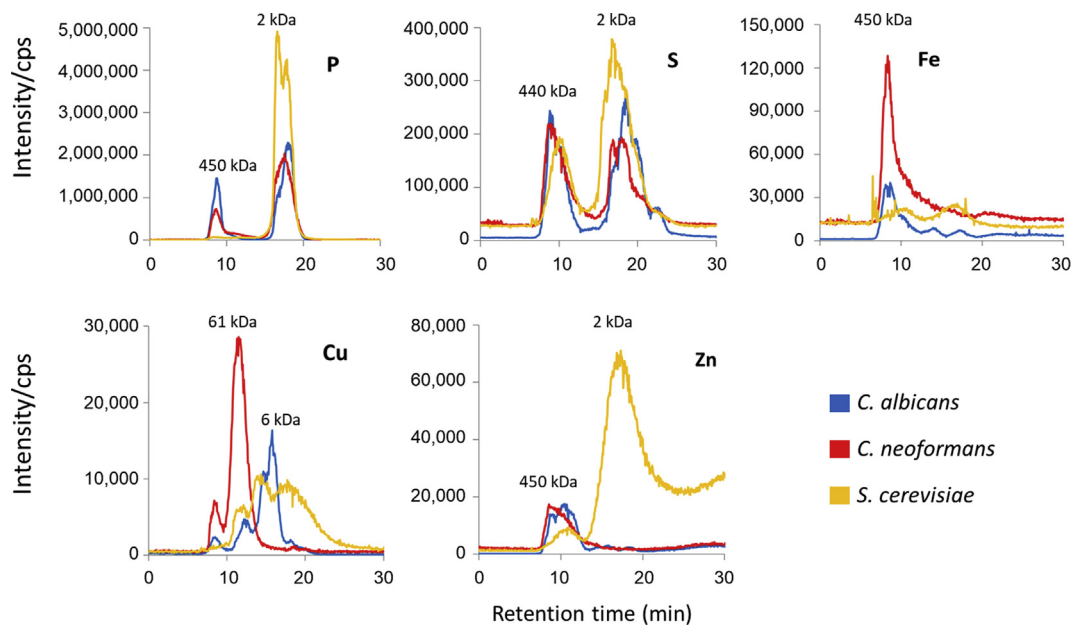 2 kDa
5,000,000
4,000,000
3,000,000
2,000,000
1,000,000
0
P
450 kDa
0 10 20 30
Intensity/cps
2 kDa
400,000
300,000
200,000
100,000
0
S
440 kDa
0 10 20 30
450 kDa
150,000
120,000
90,000
60,000
30,000
0
Fe
0 10 20 30
61 kDa
30,000
20,000
10,000
0
Cu
6 kDa
0 10 20 30
Intensity/cps
2 kDa
80,000
60,000
40,000
20,000
0
Zn
450 kDa
0 10 20 30
C. albicans
C. neoformans
S. cerevisiae
Retention time (min)